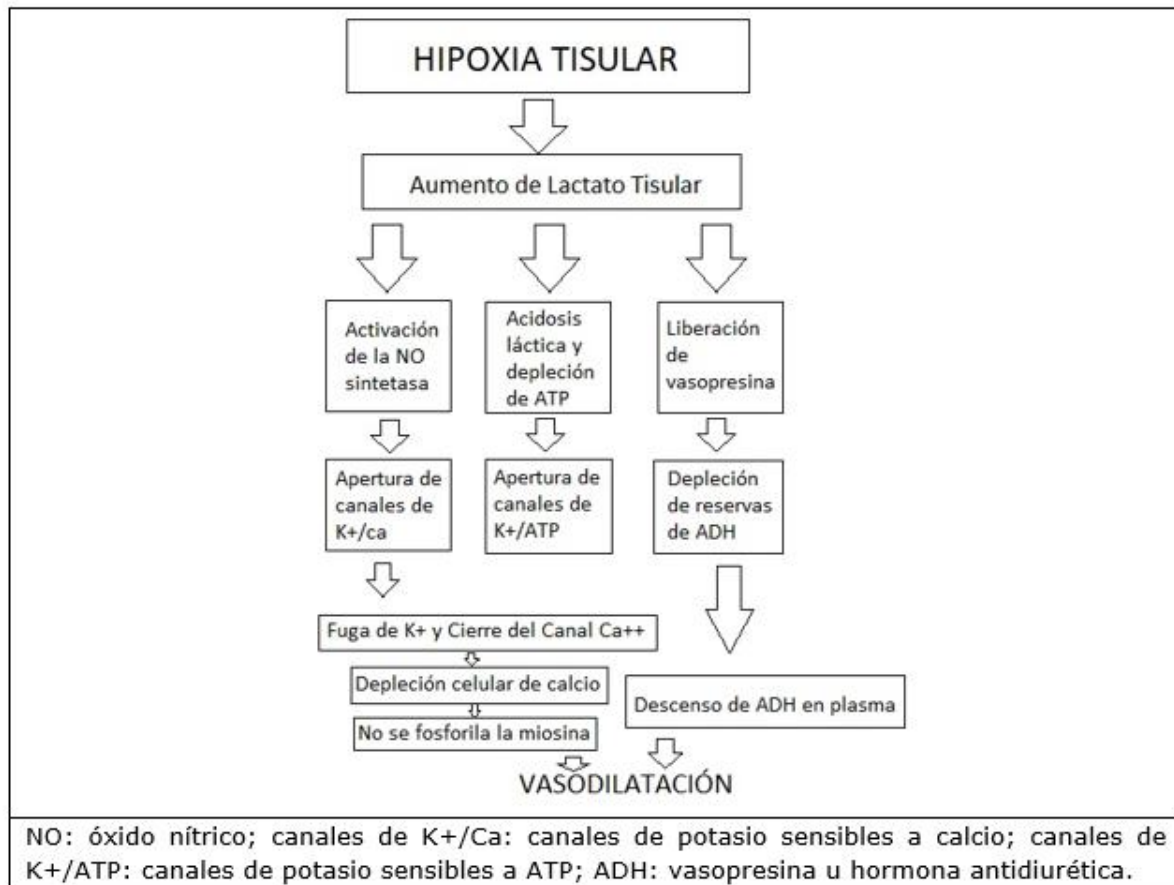 HIPOXIA TISULAR
Aumento de Lactato Tisular
Activación
de la NO
sintetasa
Acidosis
láctica y
depleción
de ATP
Liberación
de
vasopresina
Apertura de
canales de
K+/ca
Apertura de
canales de
K+/ATP
Depleción
de reservas
de ADH
Fuga de K+ y Cierre del Canal Ca++
Depleción celular de calcio
No se fosforila la miosina
Descenso de ADH en plasma
VASODILATACIÓN
NO: óxido nítrico; canales de K+/Ca: canales de potasio sensibles a calcio; canales de
K+/ATP: canales de potasio sensibles a ATP; ADH: vasopresina u hormona antidiurética.